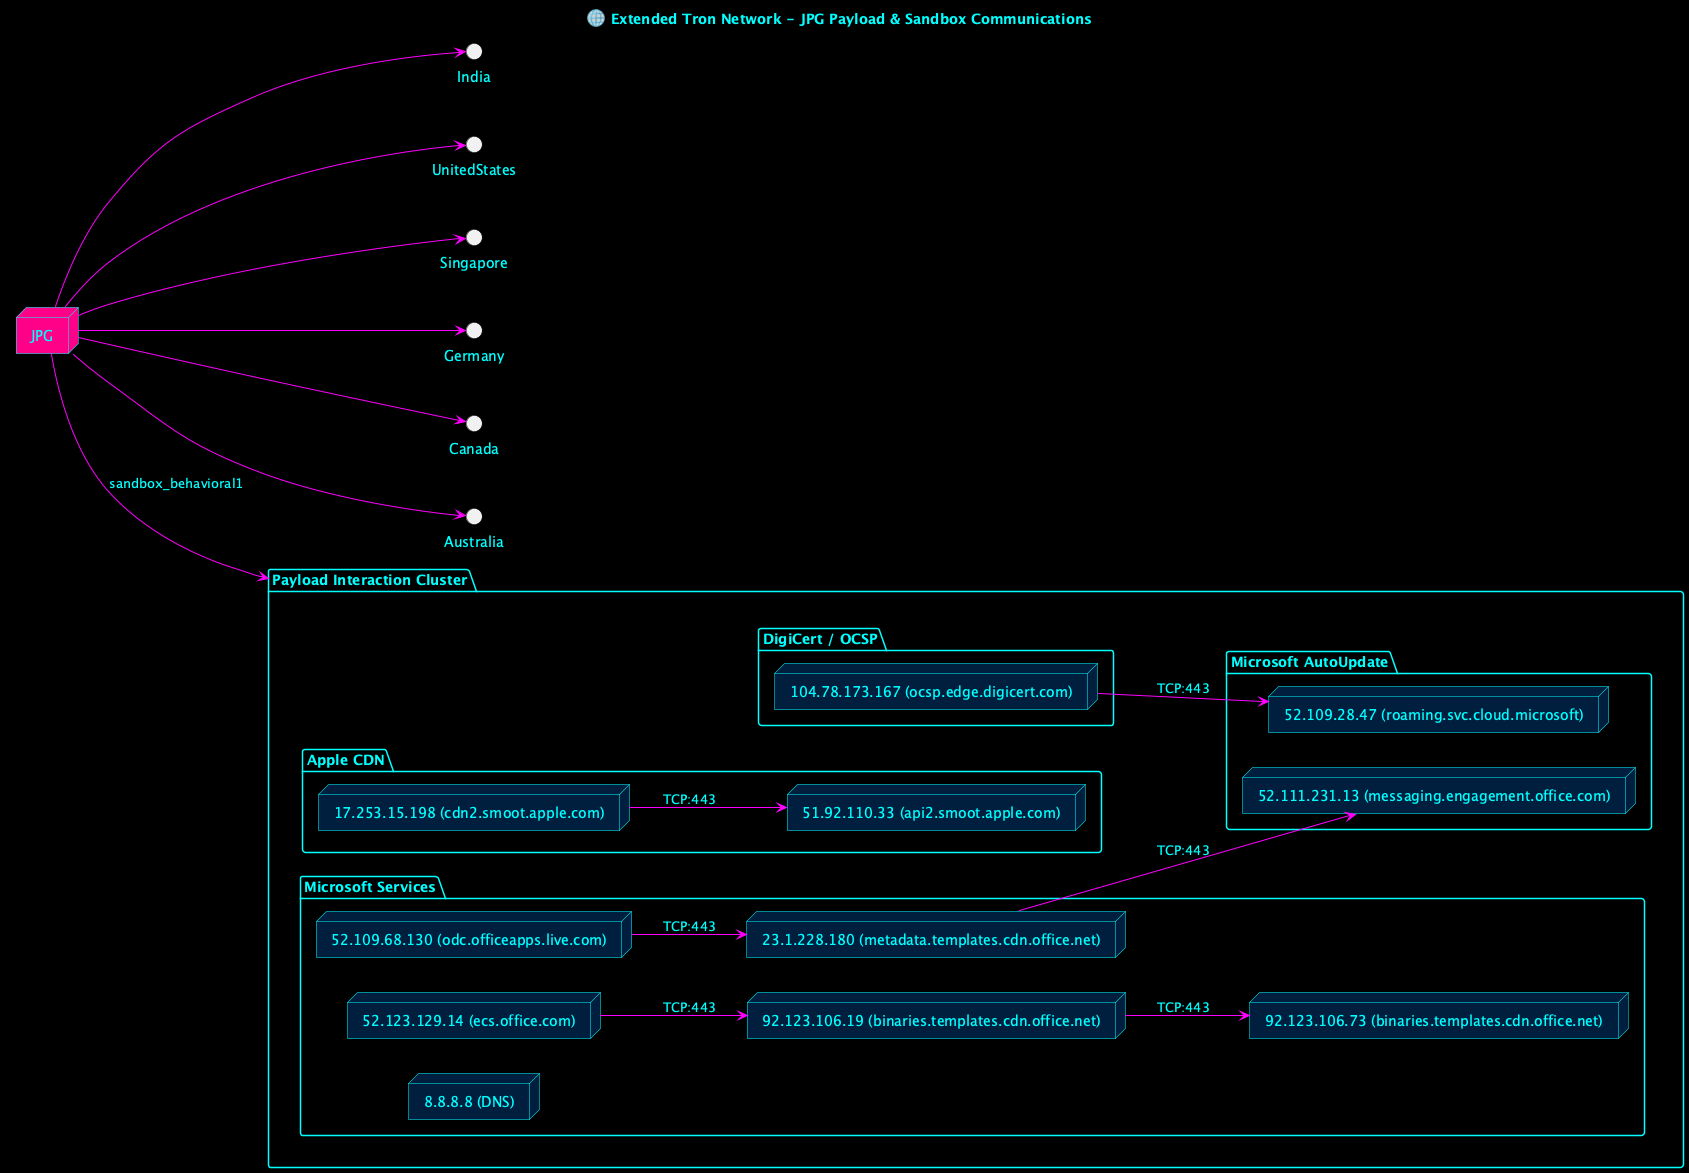 Extended Tron Network - JPG Payload & Sandbox Communications
India
UnitedStates
Singapore
JPG
Germany
Canada
sandbox_behavioral1
Australia
Payload Interaction Cluster
DigiCert / OCSP
104.78.173.167 (ocsp.edge.digicert.com)
TCP:443
Microsoft AutoUpdate
52.109.28.47 (roaming.svc.cloud.microsoft)
52.111.231.13 (messaging.engagement.office.com)
Apple CDN
17.253.15.198 (cdn2.smoot.apple.com)
TCP:443
51.92.110.33 (api2.smoot.apple.com)
TCP:443
Microsoft Services
52.109.68.130 (odc.officeapps.live.com)
TCP:443
23.1.228.180 (metadata.templates.cdn.office.net)
52.123.129.14 (ecs.office.com)
TCP:443
92.123.106.19 (binaries.templates.cdn.office.net)
TCP:443
92.123.106.73 (binaries.templates.cdn.office.net)
8.8.8.8 (DNS)